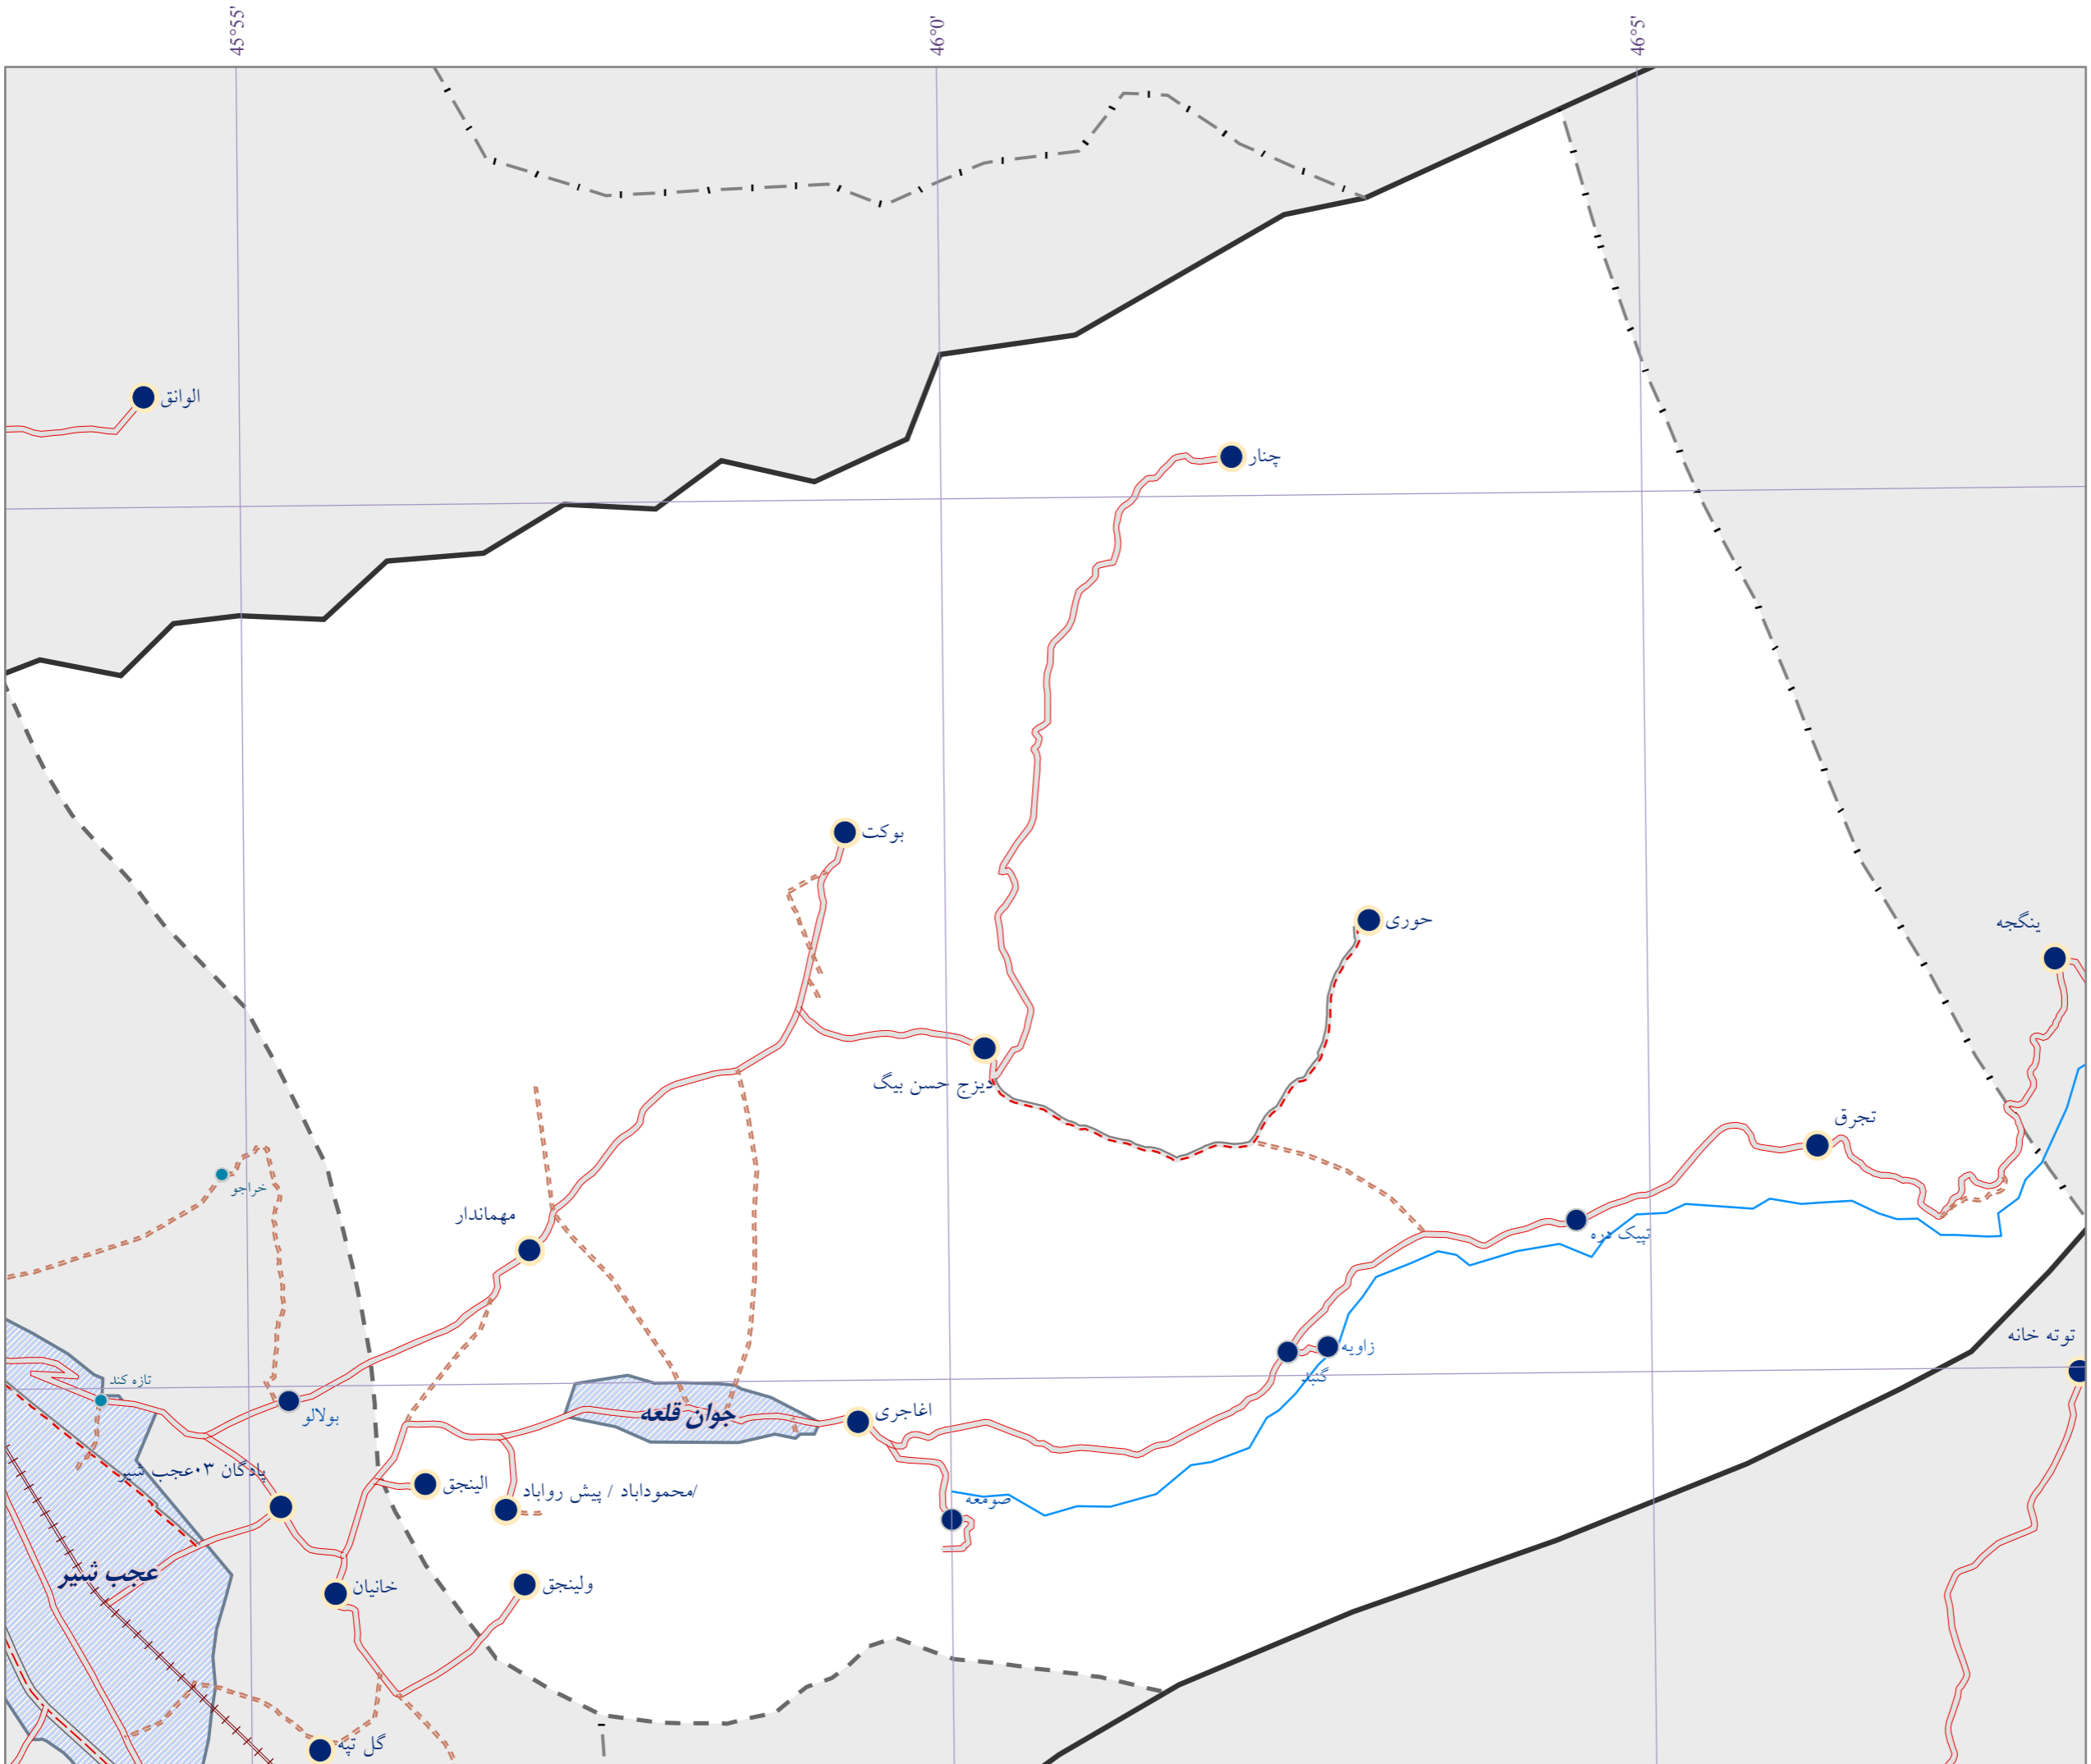 45°55'
46°0'
46°5'
الوانق
چنار
بوکت
حوری
ینگجه
دیزج حسن بیگ
تجرق
خراجو
مهماندار
تپیک دره
توته خانه
زاویه
گنبد
تازه کند
بولالو
جوان قلعه
اغاجری
پادگان ۰۳عجب شیر
النجق
محموداباد / پیش رواباد/
صومعه
عجب شیر
خانیان
ولینجق
گل تپه